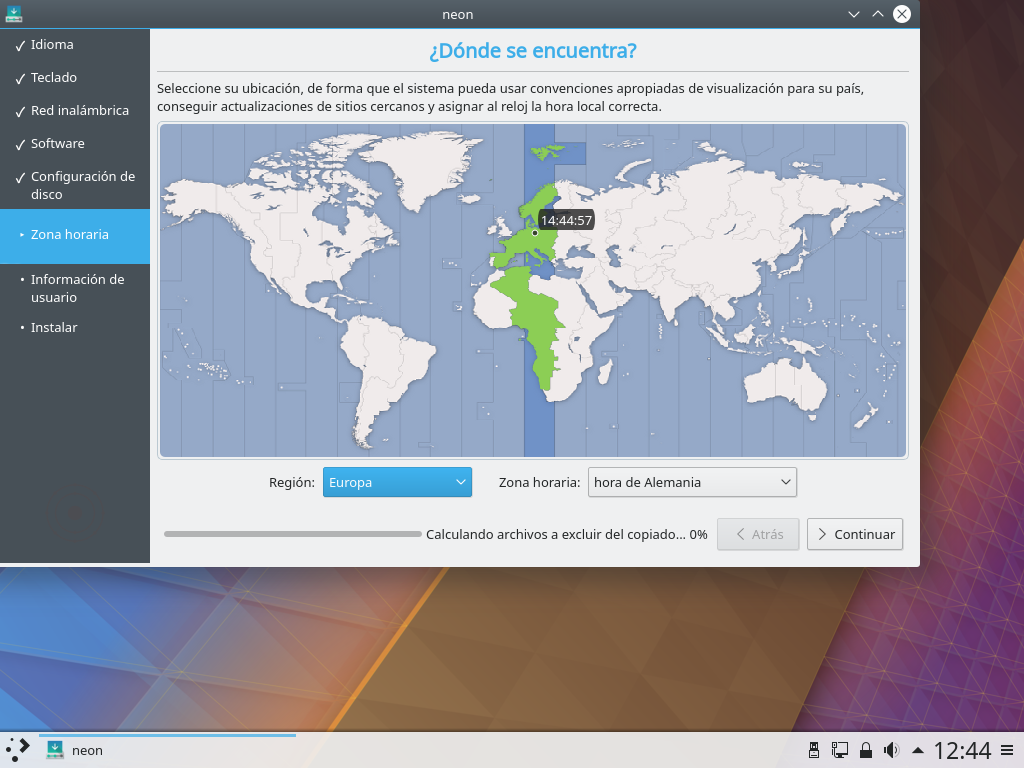 neon
Idioma
Teclado
Red inalámbrica
Software
Configuración de
disco
Zona horaria
Información de
usuario
Instalar
¿Dónde se encuentra?
Seleccione su ubicación, de forma que el sistema pueda usar convenciones apropiadas de visualización para su país,
conseguir actualizaciones de sitios cercanos y asignar al reloj la hora local correcta.
14:44:57
Región: Europa Zona horaria: hora de Alemania
Calculando archivos a excluir del copiado... 0% Atrás Continuar
neon 12:44